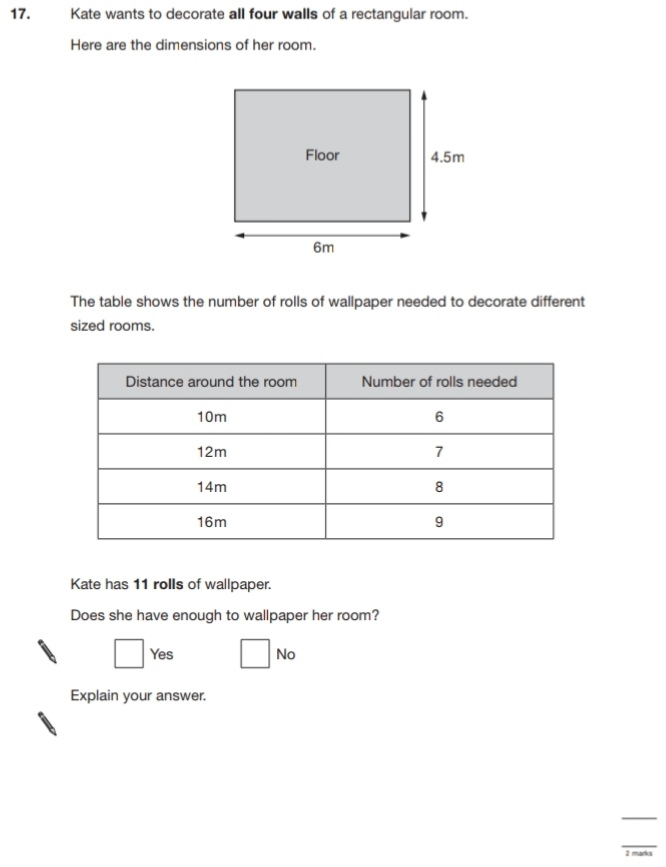 17. Kate wants to decorate all four walls of a rectangular room.
Here are the dimensions of her room.
Floor
4.5m
6m
The table shows the number of rolls of wallpaper needed to decorate different
sized rooms.
Distance around the room Number of rolls needed
10m 6
12m 7
14m 8
16m 9
Kate has 11 rolls of wallpaper.
Does she have enough to wallpaper her room?
Yes No
Explain your answer.
2 marks